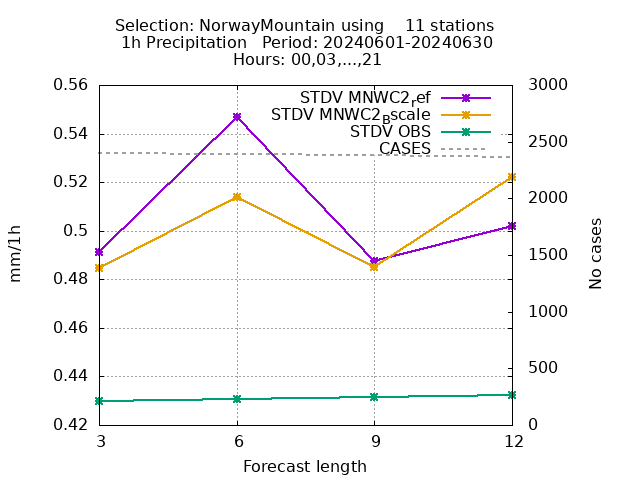 Selection: NorwayMountain using    11 stations
1h Precipitation   Period: 20240601-20240630
Hours: 00,03,...,21
STDV MNWC2ref
STDV MNWC2Bscale
STDV OBS
CASES
0.56
0.54
0.52
0.5
0.48
0.46
0.44
0.42
3000
2500
2000
1500
1000
500
0
mm/1h
No cases
3 6 9 12
Forecast length